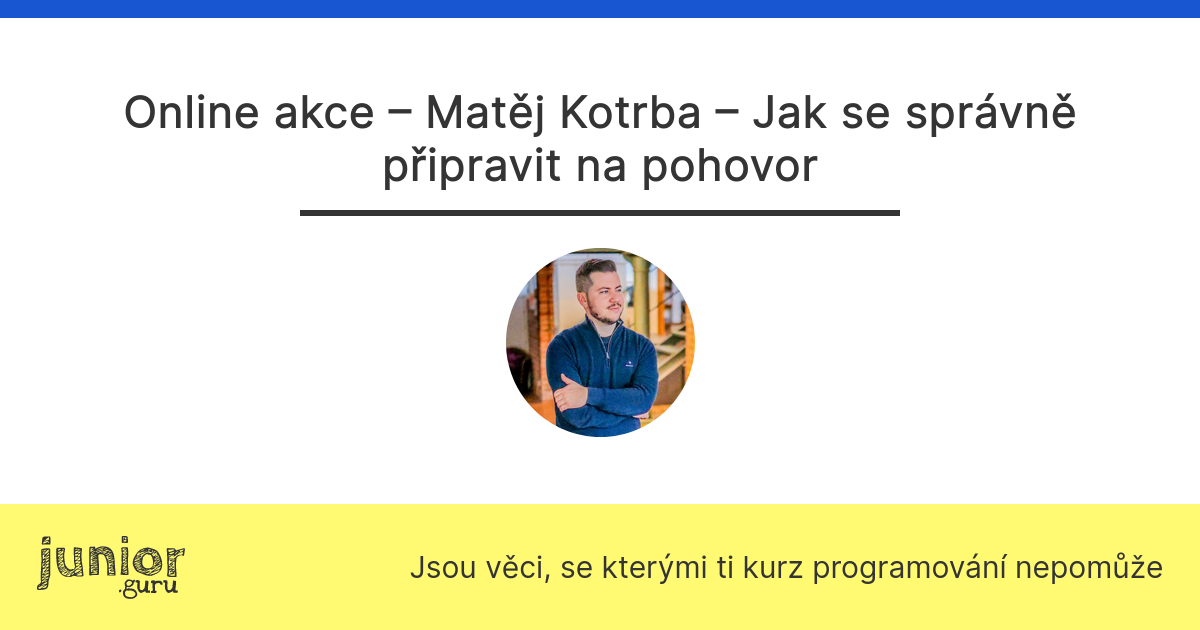 Online akce – Matěj Kotrba – Jak se správně
připravit na pohovor
junior
.guru
Jsou věci, se kterými ti kurz programování nepomůže